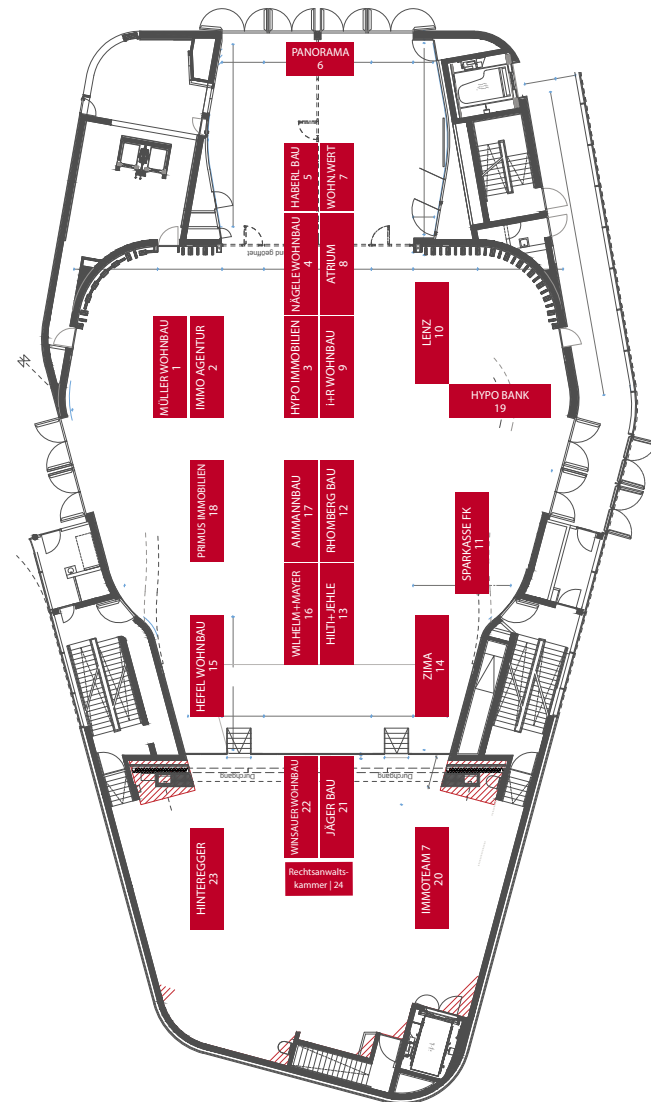 PANORAMA
6
HABERL BAU
5
WOHN.WERT
7
NÄGELE WOHNBAU
4
ATRIUM
8
MÜLLER WOHNBAU
1
IMMO AGENTUR
2
HYPO IMMOBILIEN
3
i+R WOHNBAU
9
LENZ
10
HYPO BANK
19
PRIMUS IMMOBILIEN
18
AMMANNBAU
17
RHOMBERG BAU
12
SPARKASSE FK
11
WILHELM+MAYER
16
HILTI+JEHLE
13
HEFEL WOHNBAU
15
ZIMA
14
Durchgang
Durchgang
WINSAUER WOHNBAU
22
JÄGER BAU
21
Rechtsanwalts-
kammer | 24
HINTEREGGER
23
IMMOTEAM 7
20